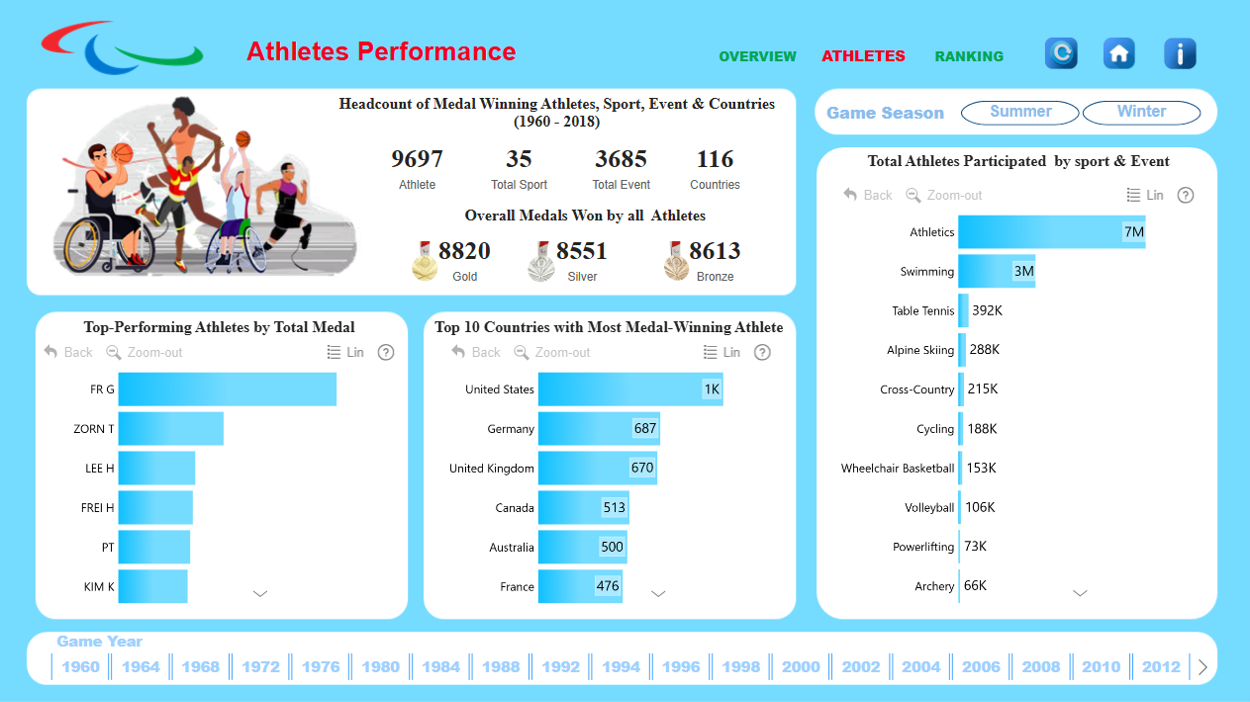 Athletes Performance
OVERVIEW ATHLETES RANKING
Headcount of Medal Winning Athletes, Sport, Event & Countries
(1960 - 2018)
9697 35 3685 116
Athlete Total Sport Total Event Countries
Overall Medals Won by all Athletes
8820 8551 8613
Gold Silver Bronze
Game Season Summer Winter
Total Athletes Participated by sport & Event
Back Zoom-out Lin ?
Athletics 7M
Swimming 3M
Table Tennis 392K
Alpine Skiing 288K
Cross-Country 215K
Cycling 188K
Wheelchair Basketball 153K
Volleyball 106K
Powerlifting 73K
Archery 66K
Top-Performing Athletes by Total Medal
Back Zoom-out Lin ?
FR G
ZORN T
LEE H
FREI H
PT
KIM K
Top 10 Countries with Most Medal-Winning Athlete
Back Zoom-out Lin ?
United States 1K
Germany 687
United Kingdom 670
Canada 513
Australia 500
France 476
Game Year
1960 1964 1968 1972 1976 1980 1984 1988 1992 1994 1996 1998 2000 2002 2004 2006 2008 2010 2012